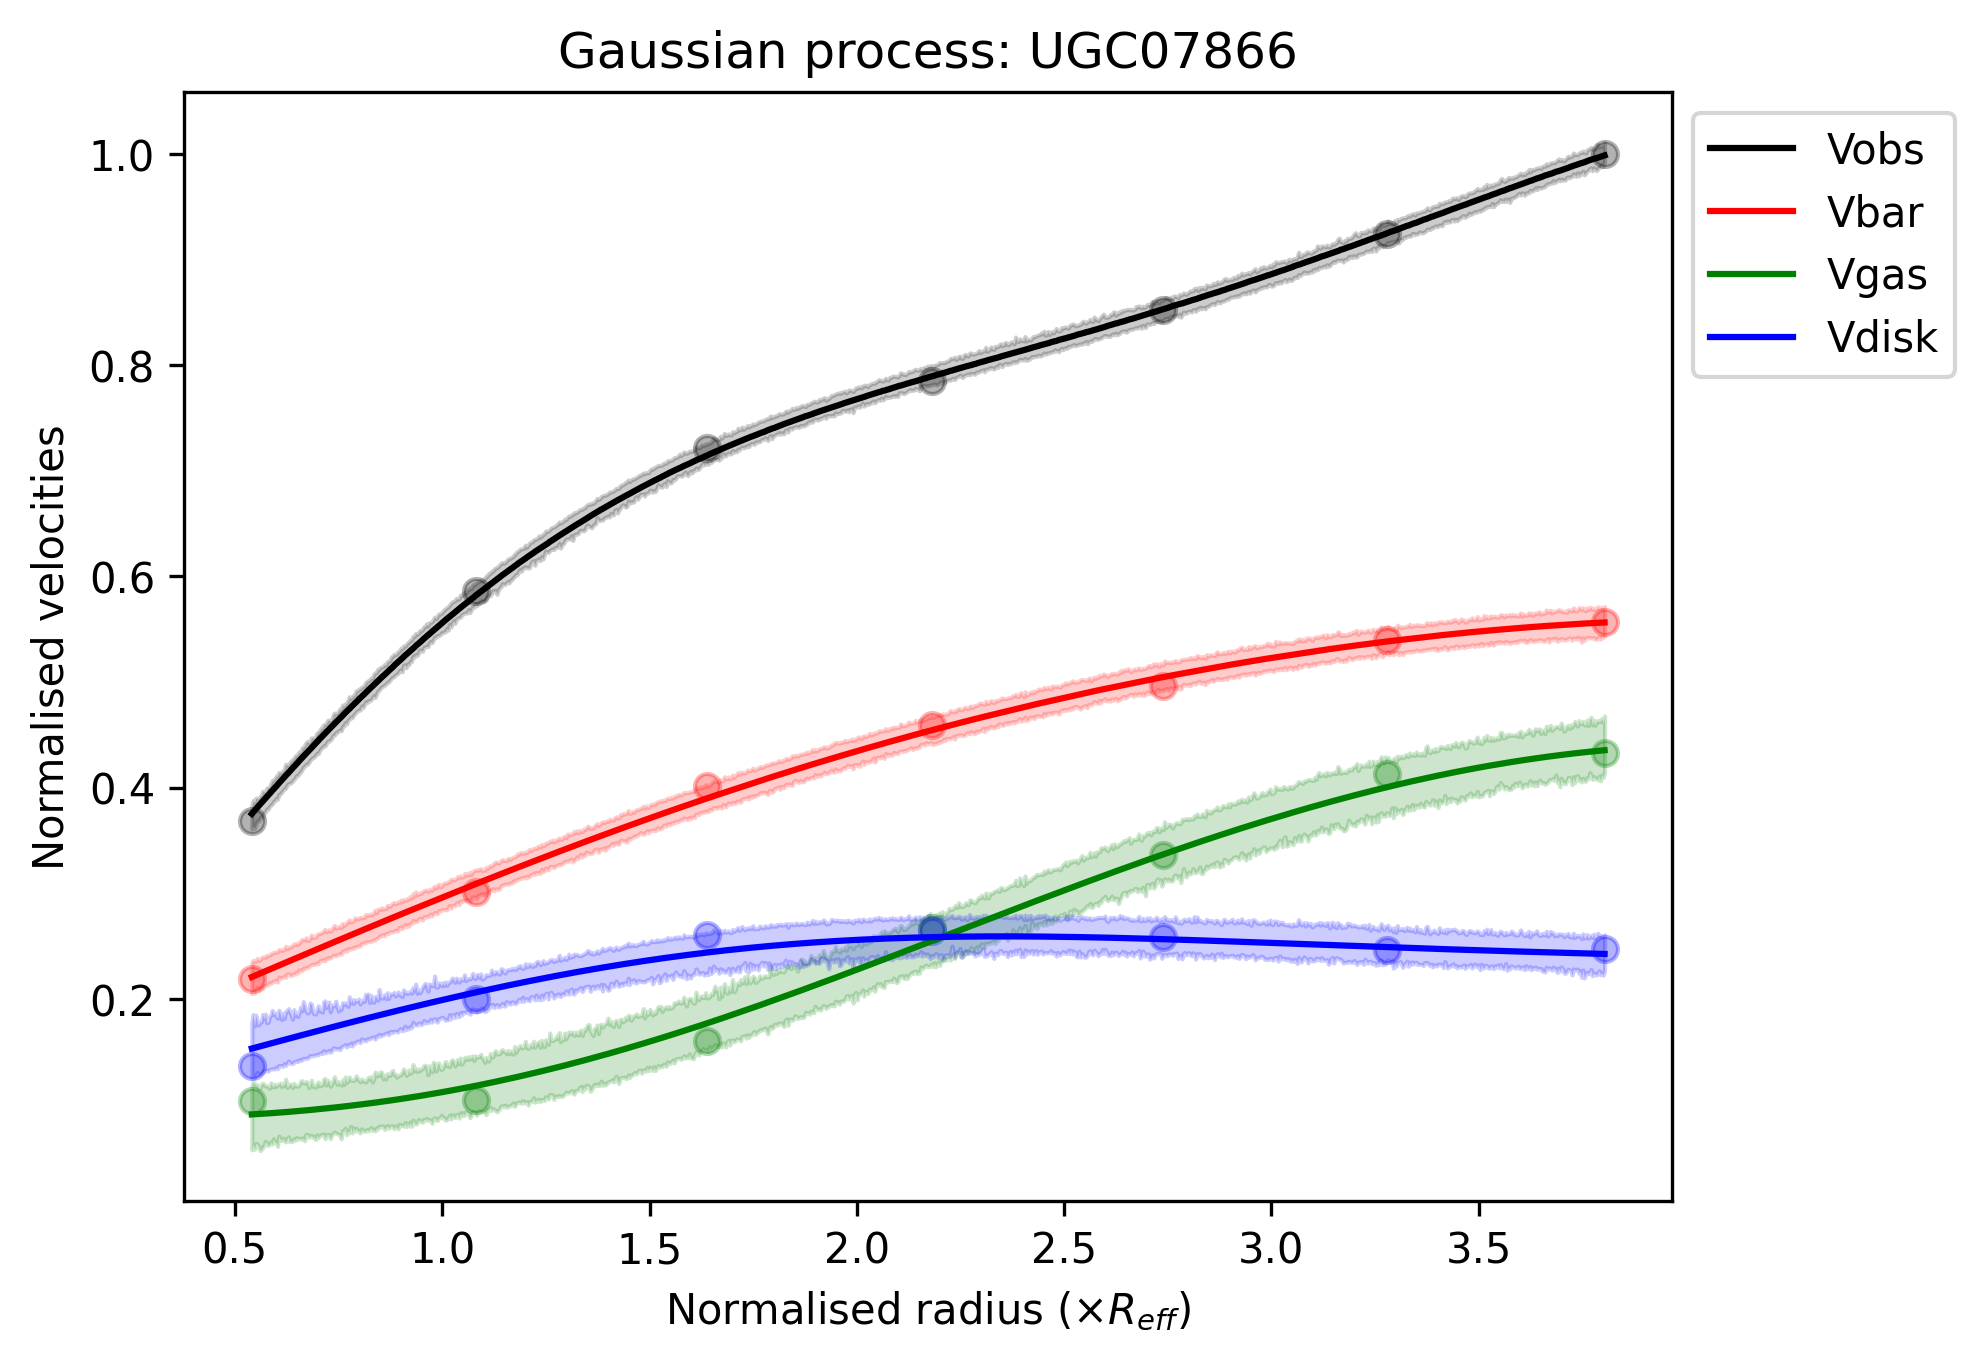 Gaussian process: UGC07866
Vobs
Vbar
Vgas
Vdisk
Normalised velocities
1.0
0.8
0.6
0.4
0.2
0.5 1.0 1.5 2.0 2.5 3.0 3.5
Normalised radius (×R_eff)